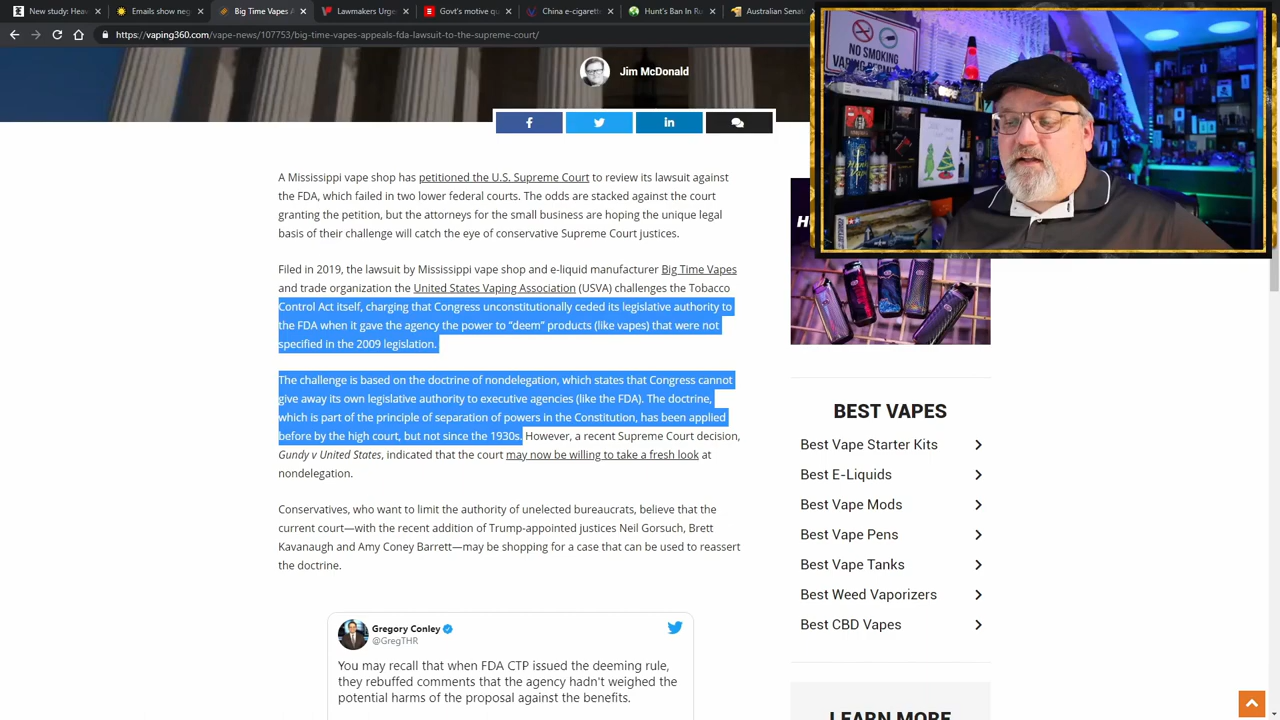 New study: Heav
Emails show ne
Big Time Vapes A
Lawmakers Urge
Govt's motive q
China e-cigarett
Hunt's Ban In R
Australian Senat
ttps://vaping360.com/vape-news/107753/big-time-vapes-appeals-fda-lawsuit-to-the-supreme-court/
NO SMOKING
Jim McDonald
A Mississippi vape shop has petitioned the U.S. Supreme Court to review its lawsuit against
the FDA, which failed in two lower federal courts. The odds are stacked against the court
granting the petition, but the attorneys for the small business are hoping the unique legal
basis of their challenge will catch the eye of conservative Supreme Court justices.
Filed in 2019, the lawsuit by Mississippi vape shop and e-liquid manufacturer Big Time Vapes
and trade organization the United States Vaping Association (USVA) challenges the Tobacco
Control Act itself, charging that Congress unconstitutionally ceded its legislative authority to
the FDA when it gave the agency the power to “deem” products (like vapes) that were not
specified in the 2009 legislation.
The challenge is based on the doctrine of nondelegation, which states that Congress cannot
give away its own legislative authority to executive agencies (like the FDA). The doctrine,
which is part of the principle of separation of powers in the Constitution, has been applied
before by the high court, but not since the 1930s. However, a recent Supreme Court decision,
Gundy v United States, indicated that the court may now be willing to take a fresh look at
nondelegation.
Conservatives, who want to limit the authority of unelected bureaucrats, believe that the
current court—with the recent addition of Trump-appointed justices Neil Gorsuch, Brett
Kavanaugh and Amy Coney Barrett—may be shopping for a case that can be used to reassert
the doctrine.
Gregory Conley
@GregTHR
You may recall that when FDA CTP issued the deeming rule,
they rebuffed comments that the agency hadn't weighed the
potential harms of the proposal against the benefits.
BEST VAPES
Best Vape Starter Kits
Best E-Liquids
Best Vape Mods
Best Vape Pens
Best Vape Tanks
Best Weed Vaporizers
Best CBD Vapes
LEARN MORE